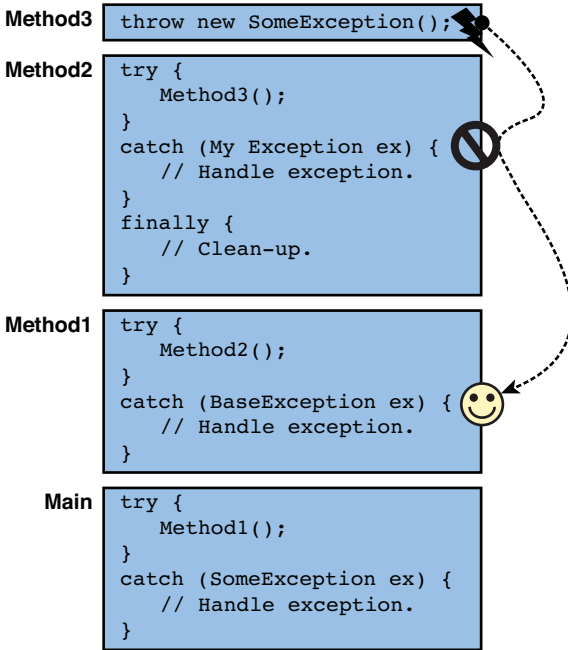 Method3
throw new SomeException();
Method2
try {
Method3();
}
catch (My Exception ex) {
// Handle exception.
}
finally {
// Clean-up.
}
Method1
try {
Method2();
}
catch (BaseException ex) {
// Handle exception.
}
Main
try {
Method1();
}
catch (SomeException ex) {
// Handle exception.
}